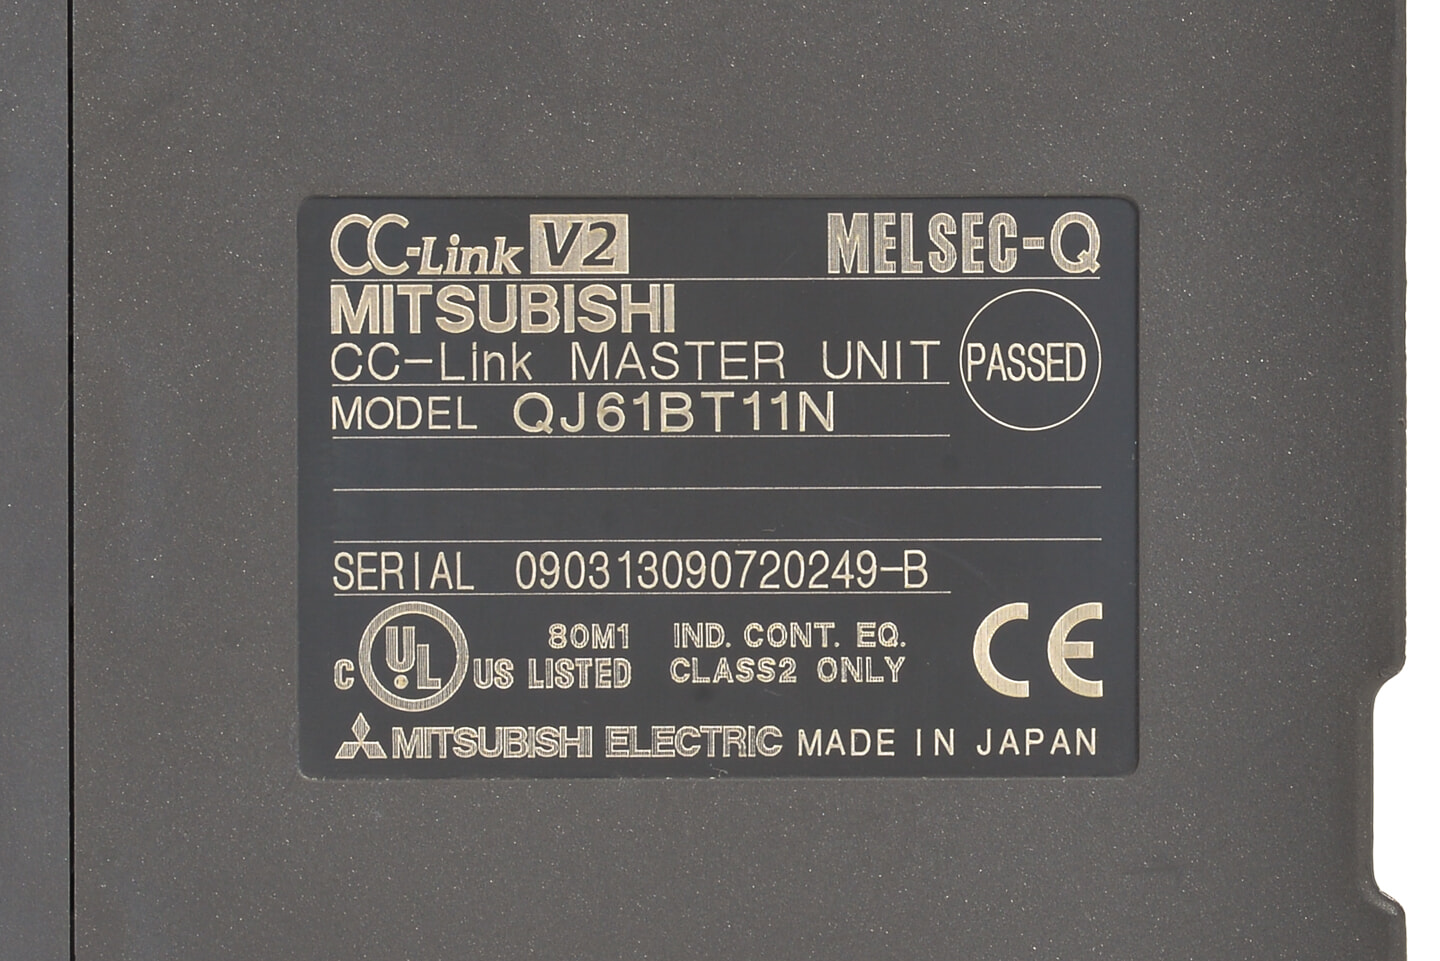 CC-Link V2 MELSEC-Q
MITSUBISHI
CC-Link MASTER UNIT PASSED
MODEL QJ61BT11N
SERIAL 090313090720249-B
C UL US LISTED 80M1 IND. CONT. EQ.
CLASS2 ONLY CE
MITSUBISHI ELECTRIC MADE IN JAPAN